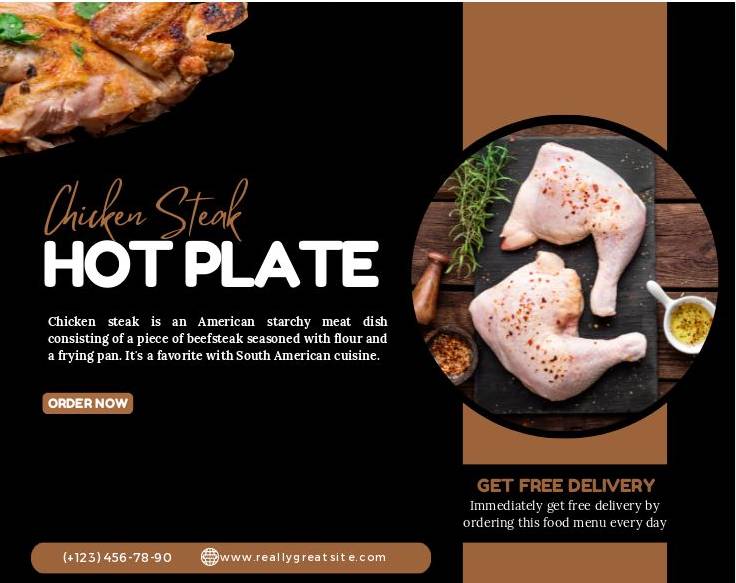 Chicken Steak
HOT PLATE
Chicken steak is an American starchy meat dish
consisting of a piece of beefsteak seasoned with flour and
a frying pan. It's a favorite with South American cuisine.
ORDER NOW
GET FREE DELIVERY
Immediately get free delivery by
ordering this food menu every day
(+123) 456-78-90 www.reallygreatsite.com